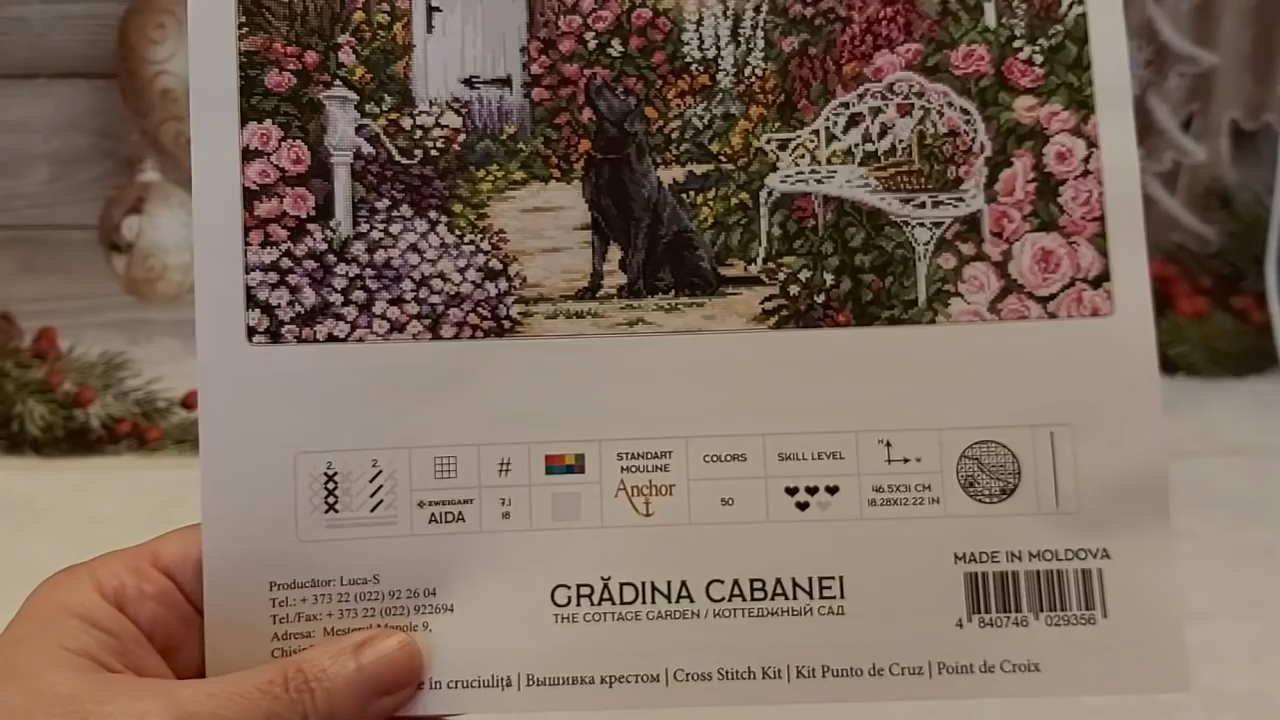 2 2
#
ZWEIGART
AIDA
7.1
18
STANDART
MOULINE
Anchor
COLORS
50
SKILL LEVEL
H W
46.5X31 CM
18.28X12.22 IN
Producător: Luca-S
Tel.: + 373 22 (022) 92 26 04
Tel./Fax: + 373 22 (022) 922694
Adresa: Manole 9,
GRĂDINA CABANEI
THE COTTAGE GARDEN / КОТТЕДЖНЫЙ САД
MADE IN MOLDOVA
4 840746 029356
în cruciuliță | Вышивка крестом | Cross Stitch Kit | Kit Punto de Cruz | Point de Croix